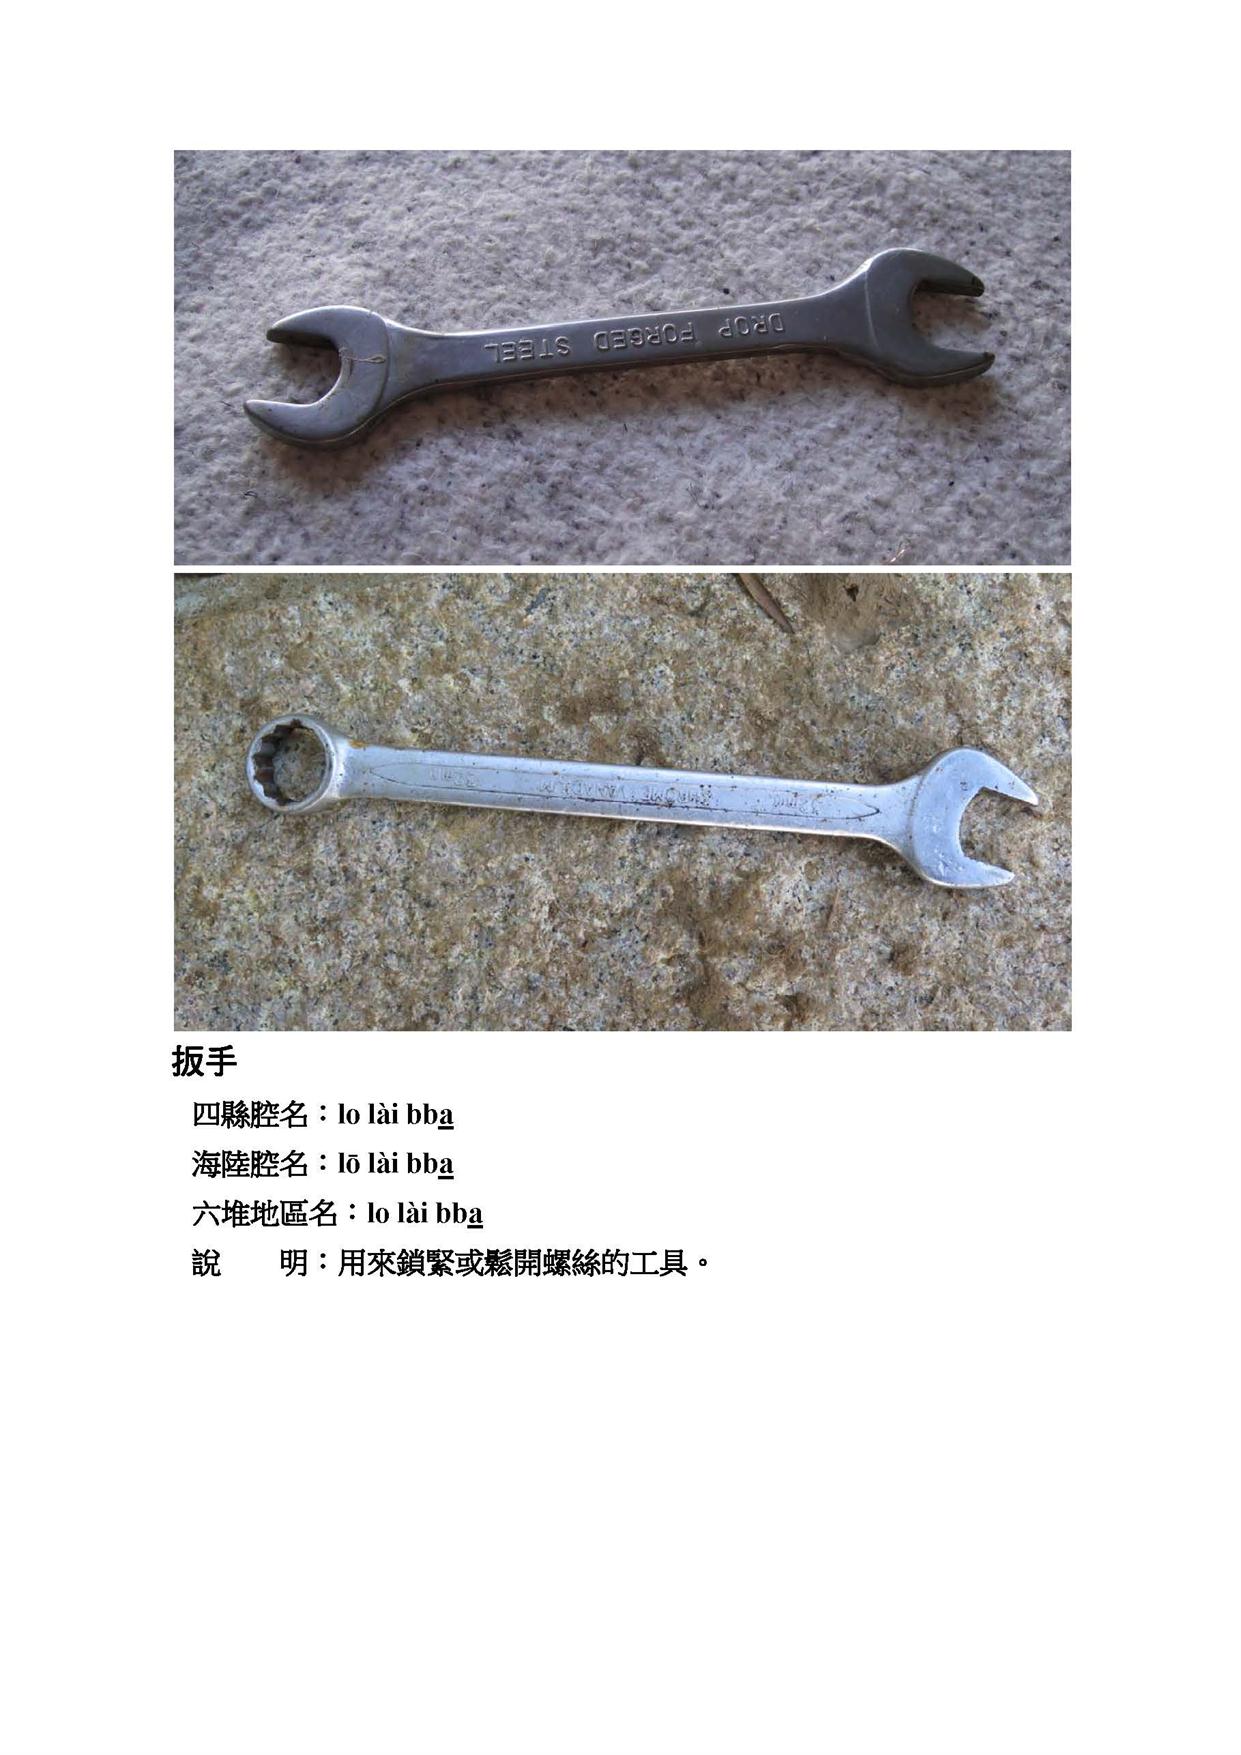 DROP FORGED STEEL
CHROME VANADIUM
扳手
四縣腔名：lo lài bba
海陸腔名：lō lài bba
六堆地區名：lo lài bba
說　　明：用來鎖緊或鬆開螺絲的工具。